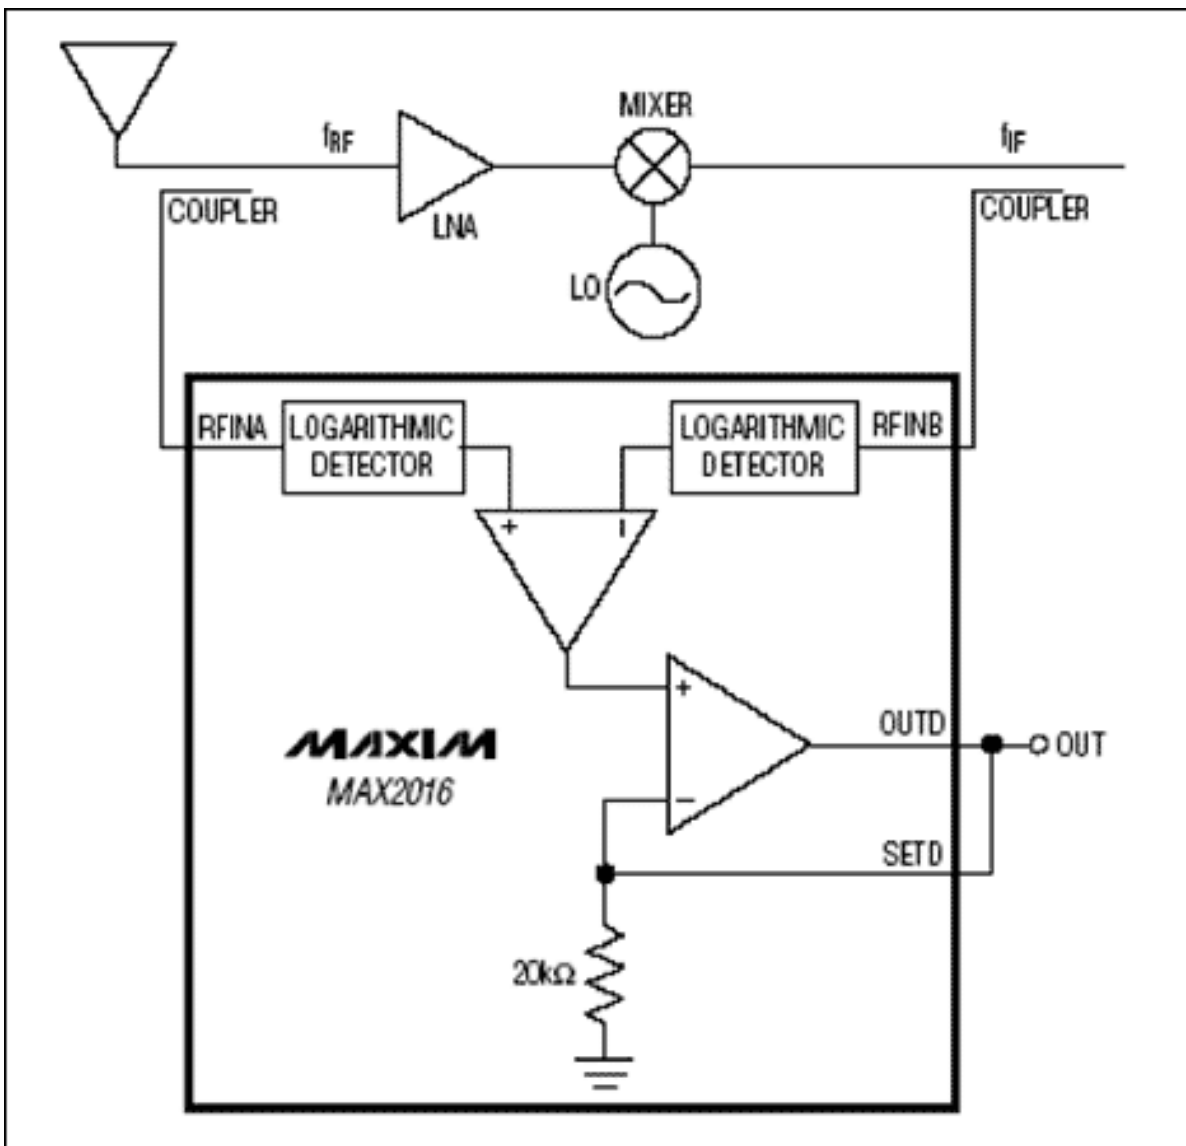 MIXER
fRF
fIF
COUPLER
LNA
COUPLER
LO
RFINA
LOGARITHMIC
DETECTOR
LOGARITHMIC
DETECTOR
RFINB
+
−
+
OUTD
OUT
MAXIM
MAX2016
−
SETD
20kΩ